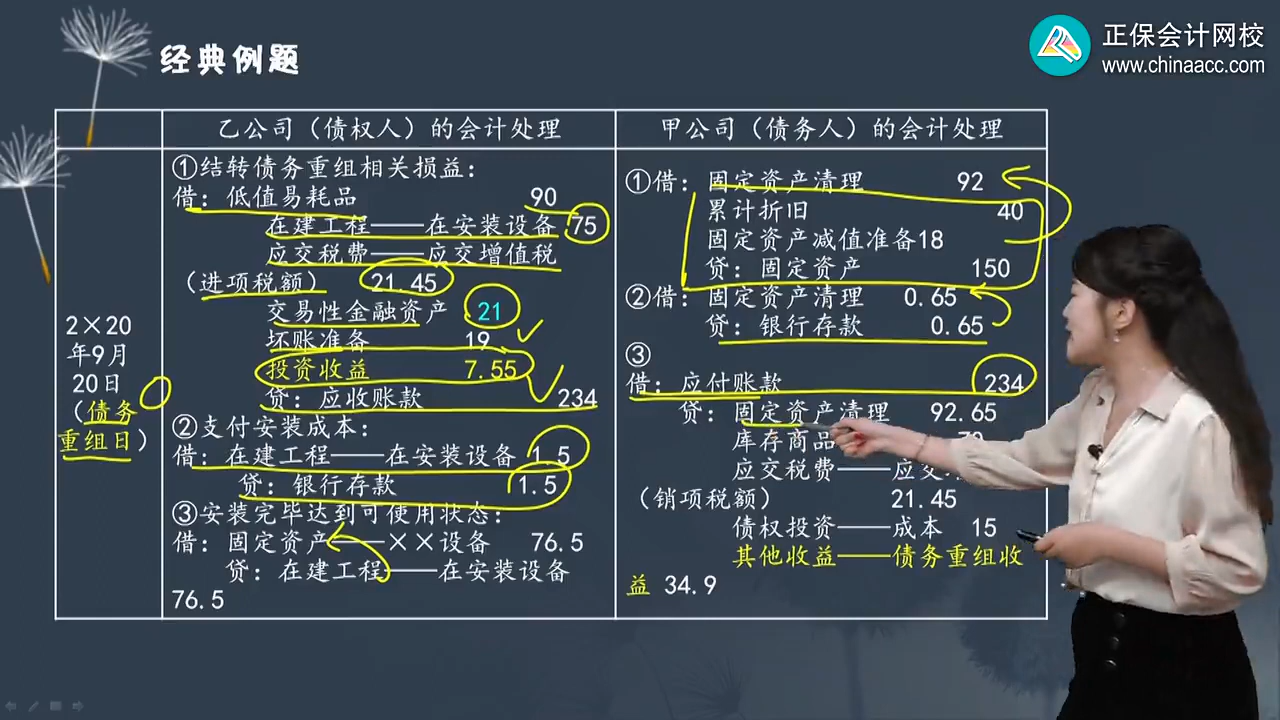 经典例题
正保会计网校
www.chinaacc.com
乙公司（债权人）的会计处理
甲公司（债务人）的会计处理
2×20
年9月
20日
（债务
重组日）
①结转债务重组相关损益：
借：低值易耗品 90
在建工程——在安装设备 75
应交税费——应交增值税
（进项税额） 21.45
交易性金融资产 21
坏账准备 19
投资收益 7.55
贷：应收账款 234
②支付安装成本：
借：在建工程——在安装设备 1.5
贷：银行存款 1.5
③安装完毕达到可使用状态：
借：固定资产——××设备 76.5
贷：在建工程——在安装设备
76.5
①借：固定资产清理 92
累计折旧 40
固定资产减值准备18
贷：固定资产 150
②借：固定资产清理 0.65
贷：银行存款 0.65
③
借：应付账款 234
贷：固定资产清理 92.65
库存商品
应交税费——应交
（销项税额） 21.45
债权投资——成本 15
其他收益——债务重组收
益 34.9